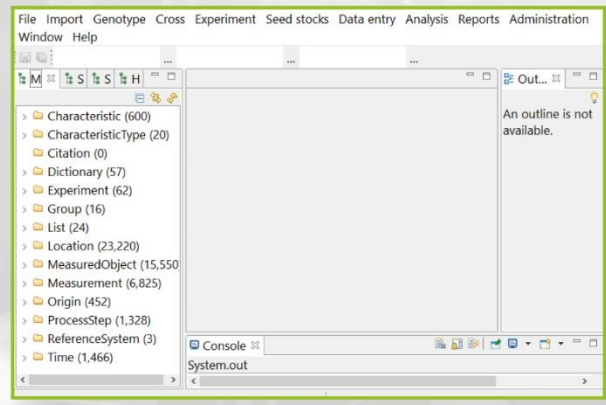 File Import Genotype Cross Experiment Seed stocks Data entry Analysis Reports Administration
Window Help
... ... ...
M S S H
Out...
An outline is not
available.
Characteristic (600)
CharacteristicType (20)
Citation (0)
Dictionary (57)
Experiment (62)
Group (16)
List (24)
Location (23,220)
MeasuredObject (15,550
Measurement (6,825)
Origin (452)
ProcessStep (1,328)
ReferenceSystem (3)
Time (1,466)
Console
System.out